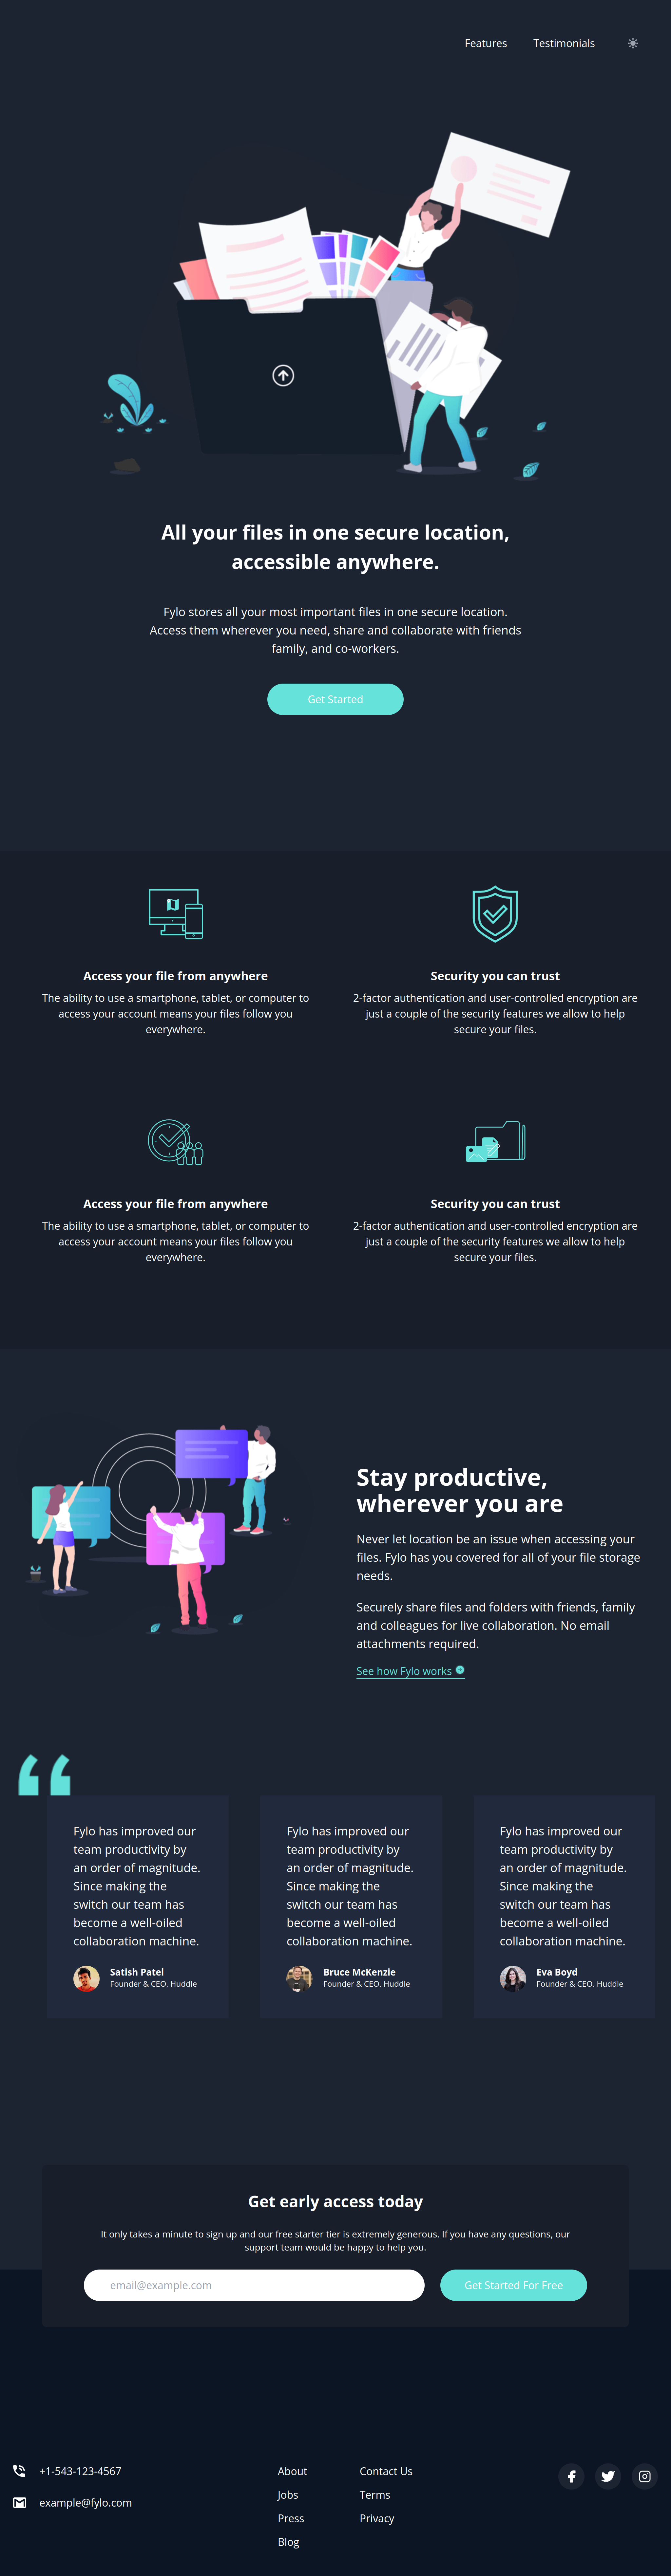 Features
Testimonials
All your files in one secure location,
accessible anywhere.
Fylo stores all your most important files in one secure location.
Access them wherever you need, share and collaborate with friends
family, and co-workers.
Get Started
Access your file from anywhere
The ability to use a smartphone, tablet, or computer to
access your account means your files follow you
everywhere.
Security you can trust
2-factor authentication and user-controlled encryption are
just a couple of the security features we allow to help
secure your files.
Access your file from anywhere
The ability to use a smartphone, tablet, or computer to
access your account means your files follow you
everywhere.
Security you can trust
2-factor authentication and user-controlled encryption are
just a couple of the security features we allow to help
secure your files.
Stay productive,
wherever you are
Never let location be an issue when accessing your
files. Fylo has you covered for all of your file storage
needs.
Securely share files and folders with friends, family
and colleagues for live collaboration. No email
attachments required.
See how Fylo works
Fylo has improved our
team productivity by
an order of magnitude.
Since making the
switch our team has
become a well-oiled
collaboration machine.
Satish Patel
Founder & CEO. Huddle
Fylo has improved our
team productivity by
an order of magnitude.
Since making the
switch our team has
become a well-oiled
collaboration machine.
Bruce McKenzie
Founder & CEO. Huddle
Fylo has improved our
team productivity by
an order of magnitude.
Since making the
switch our team has
become a well-oiled
collaboration machine.
Eva Boyd
Founder & CEO. Huddle
Get early access today
It only takes a minute to sign up and our free starter tier is extremely generous. If you have any questions, our
support team would be happy to help you.
email@example.com
Get Started For Free
+1-543-123-4567
example@fylo.com
About
Jobs
Press
Blog
Contact Us
Terms
Privacy